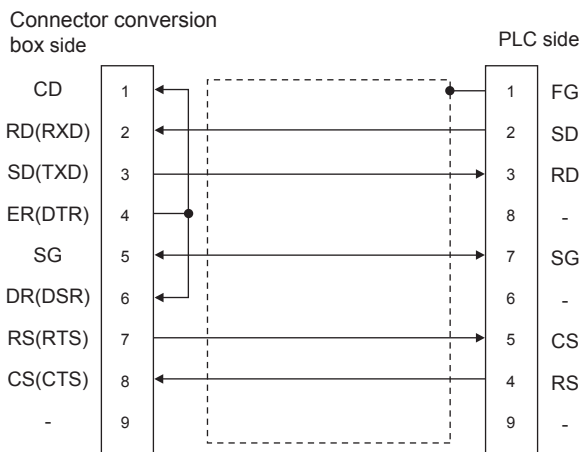 Connector conversion
box side
PLC side
CD 1 1 FG
RD(RXD) 2 2 SD
SD(TXD) 3 3 RD
ER(DTR) 4 8 -
SG 5 7 SG
DR(DSR) 6 6 -
RS(RTS) 7 5 CS
CS(CTS) 8 4 RS
- 9 9 -